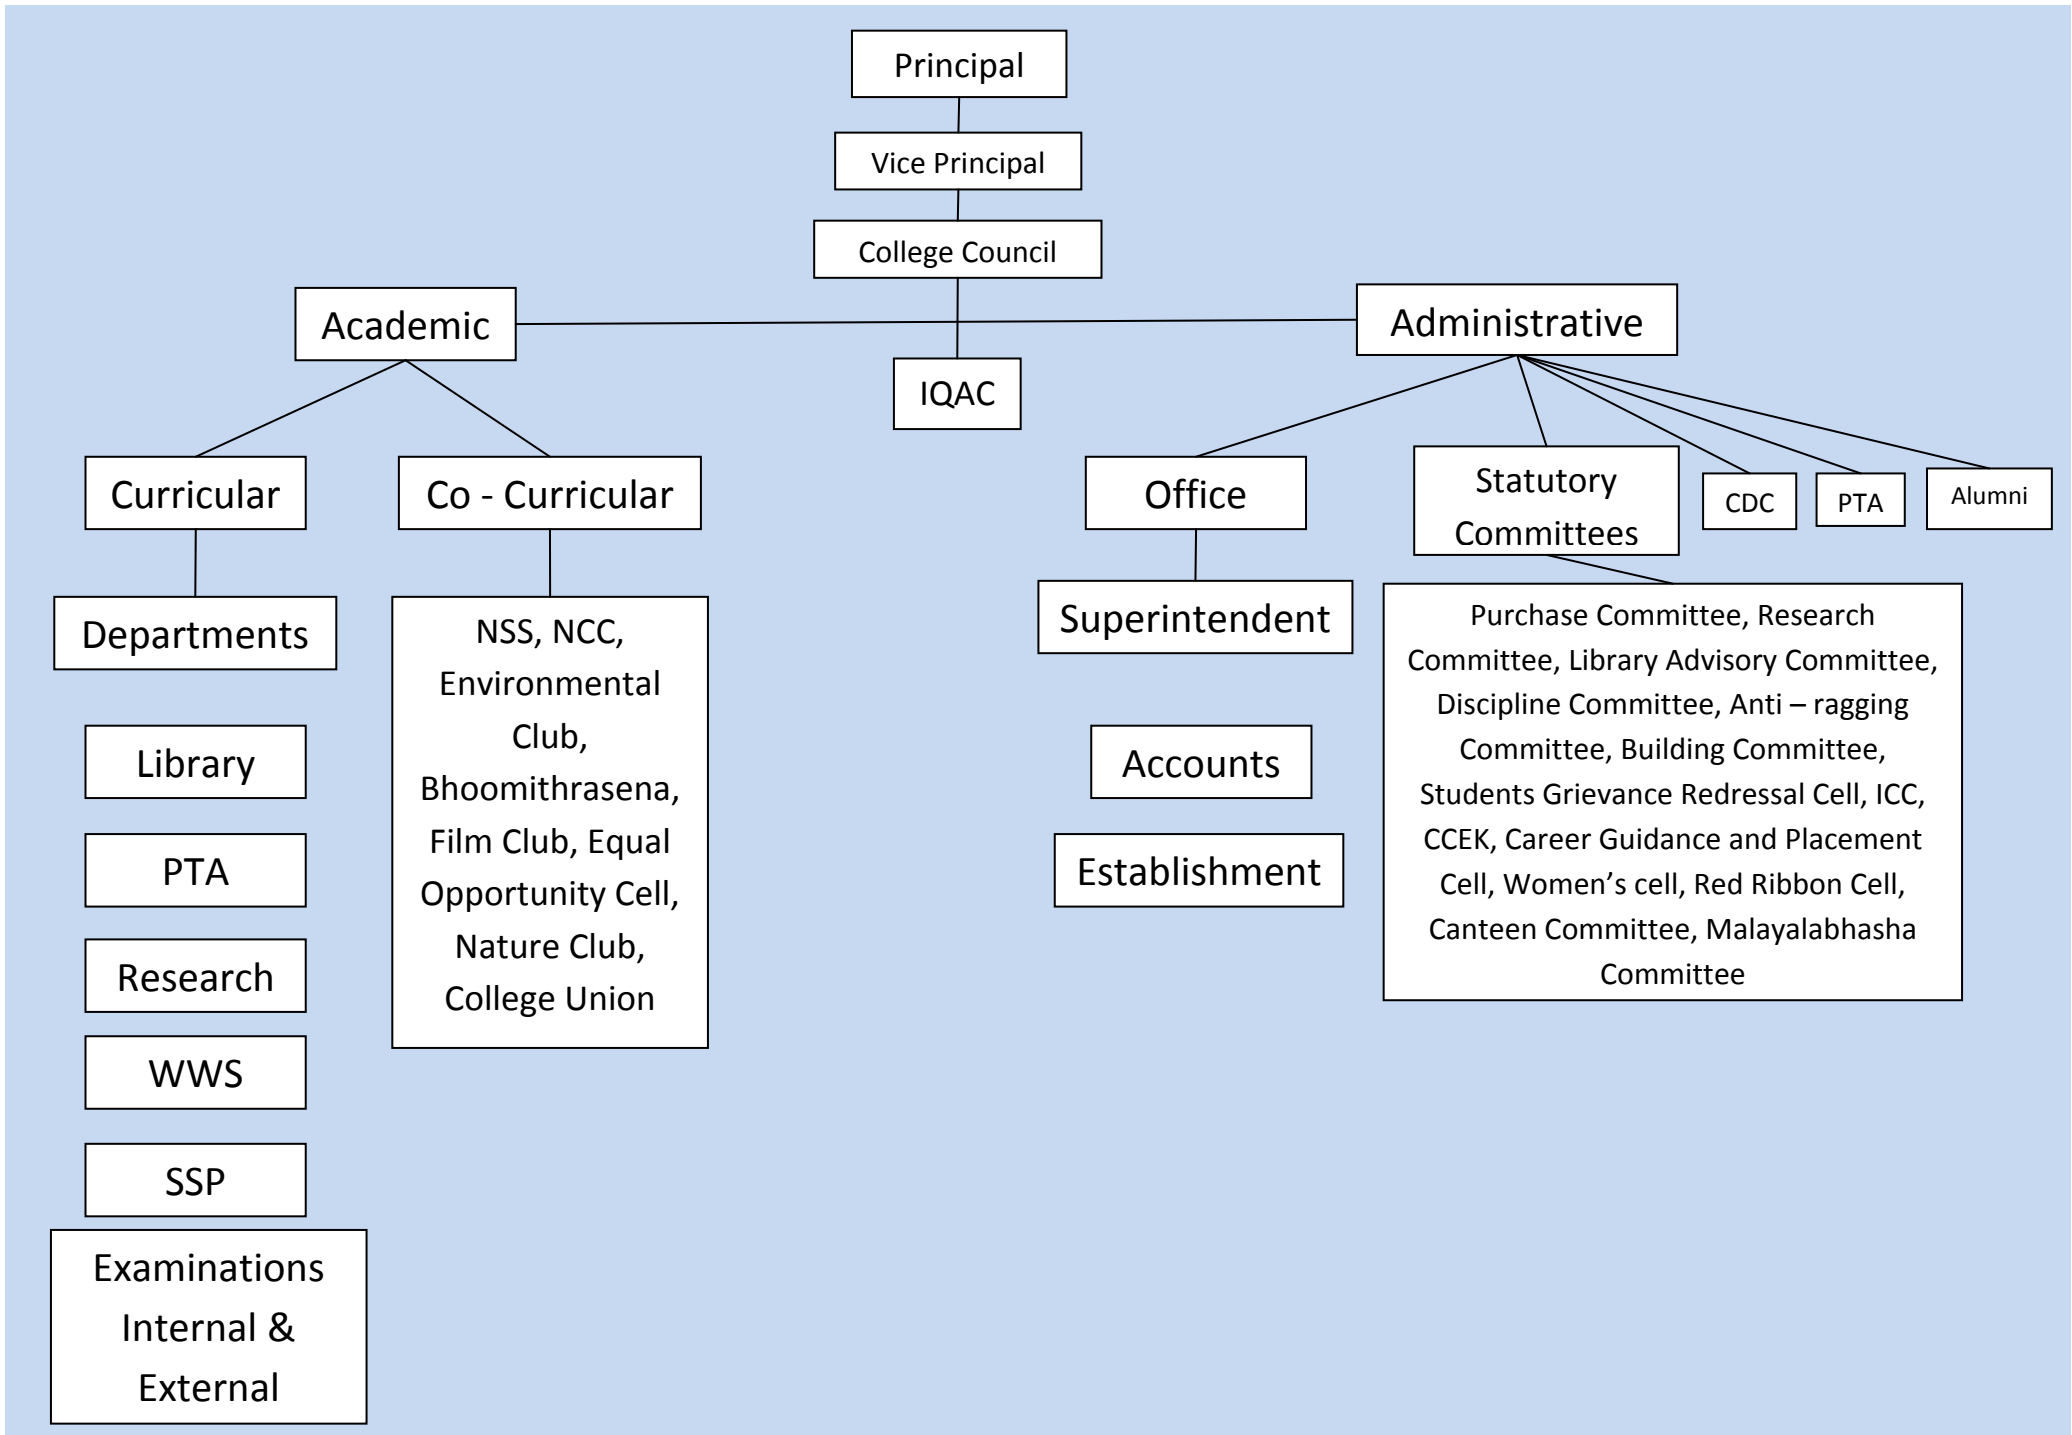 Principal
Vice Principal
College Council
Academic
Administrative
IQAC
Curricular
Co - Curricular
Office
Statutory
Committees
CDC
PTA
Alumni
Departments
NSS, NCC,
Environmental
Club,
Bhoomithrasena,
Film Club, Equal
Opportunity Cell,
Nature Club,
College Union
Superintendent
Purchase Committee, Research
Committee, Library Advisory Committee,
Discipline Committee, Anti – ragging
Committee, Building Committee,
Students Grievance Redressal Cell, ICC,
CCEK, Career Guidance and Placement
Cell, Women’s cell, Red Ribbon Cell,
Canteen Committee, Malayalabhasha
Committee
Library
Accounts
PTA
Establishment
Research
WWS
SSP
Examinations
Internal &
External